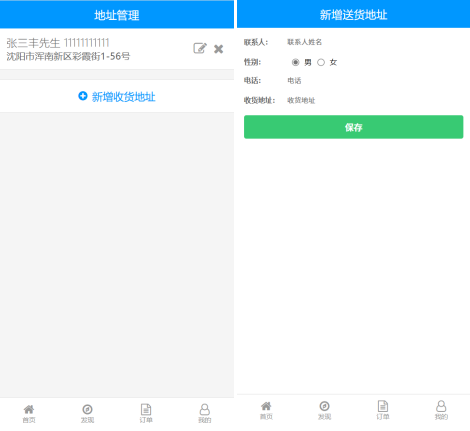 地址管理
张三丰先生 11111111111
沈阳市浑南新区彩霞街1-56号
新增收货地址
首页 发现 订单 我的
新增送货地址
联系人： 联系人姓名
性别： 男 女
电话： 电话
收货地址： 收货地址
保存
首页 发现 订单 我的